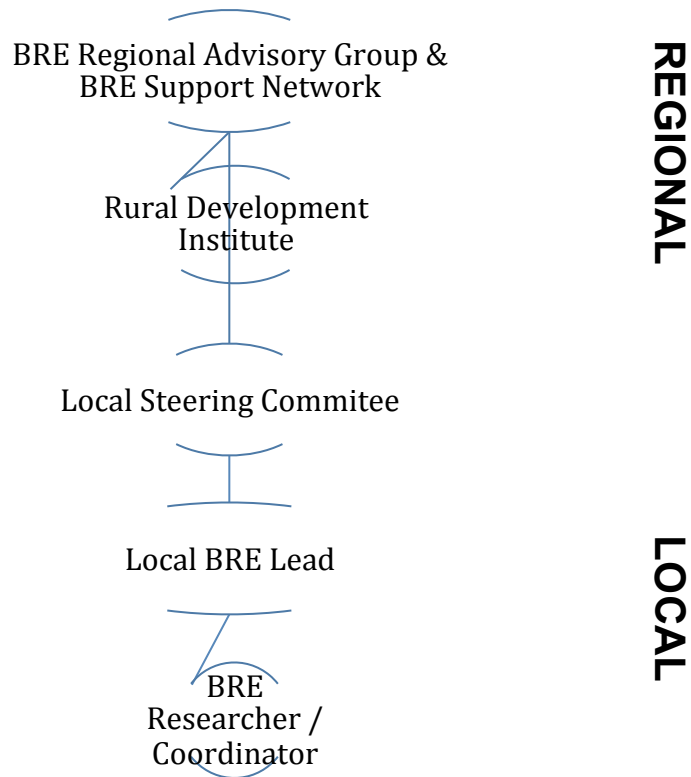 BRE Regional Advisory Group &
BRE Support Network
REGIONAL
Rural Development
Institute
Local Steering Commitee
Local BRE Lead
LOCAL
BRE
Researcher /
Coordinator